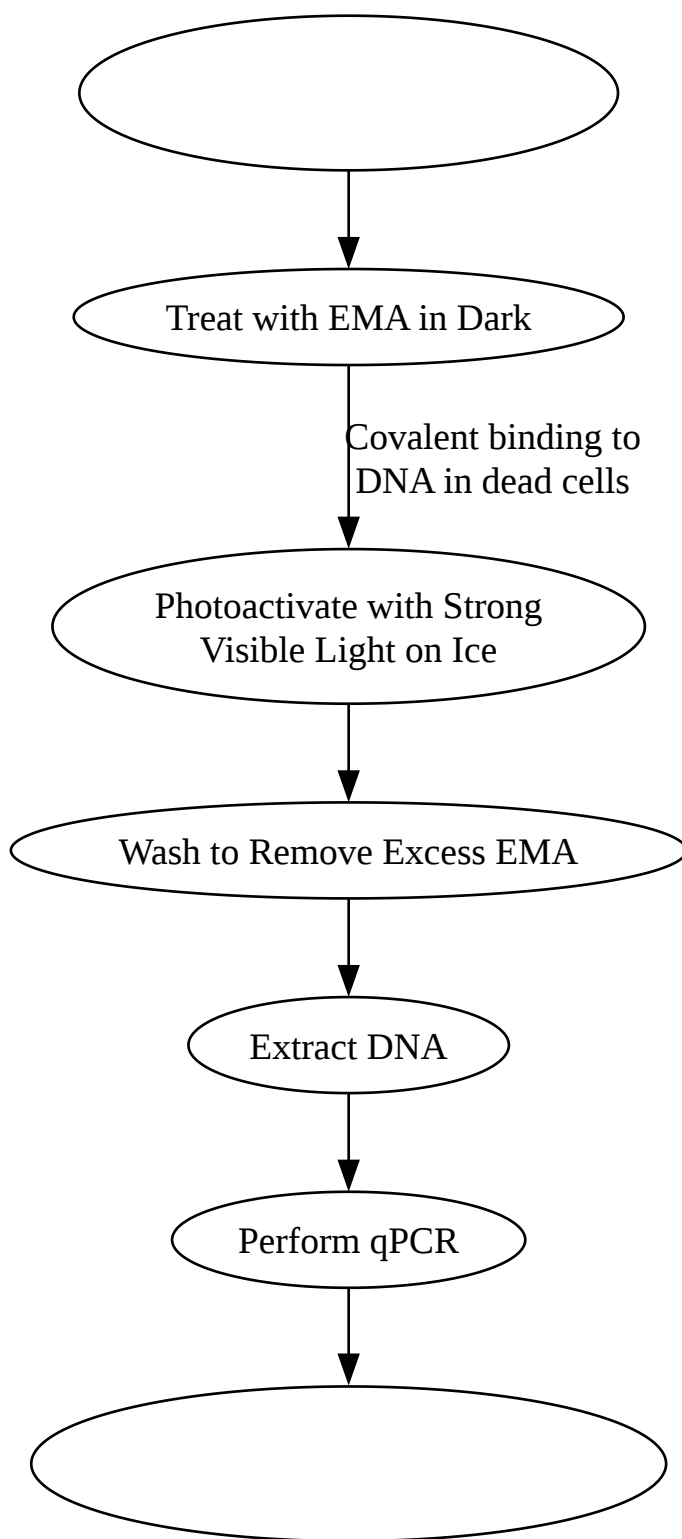 Treat with EMA in Dark
Covalent binding to
DNA in dead cells
Photoactivate with Strong
Visible Light on Ice
Wash to Remove Excess EMA
Extract DNA
Perform qPCR